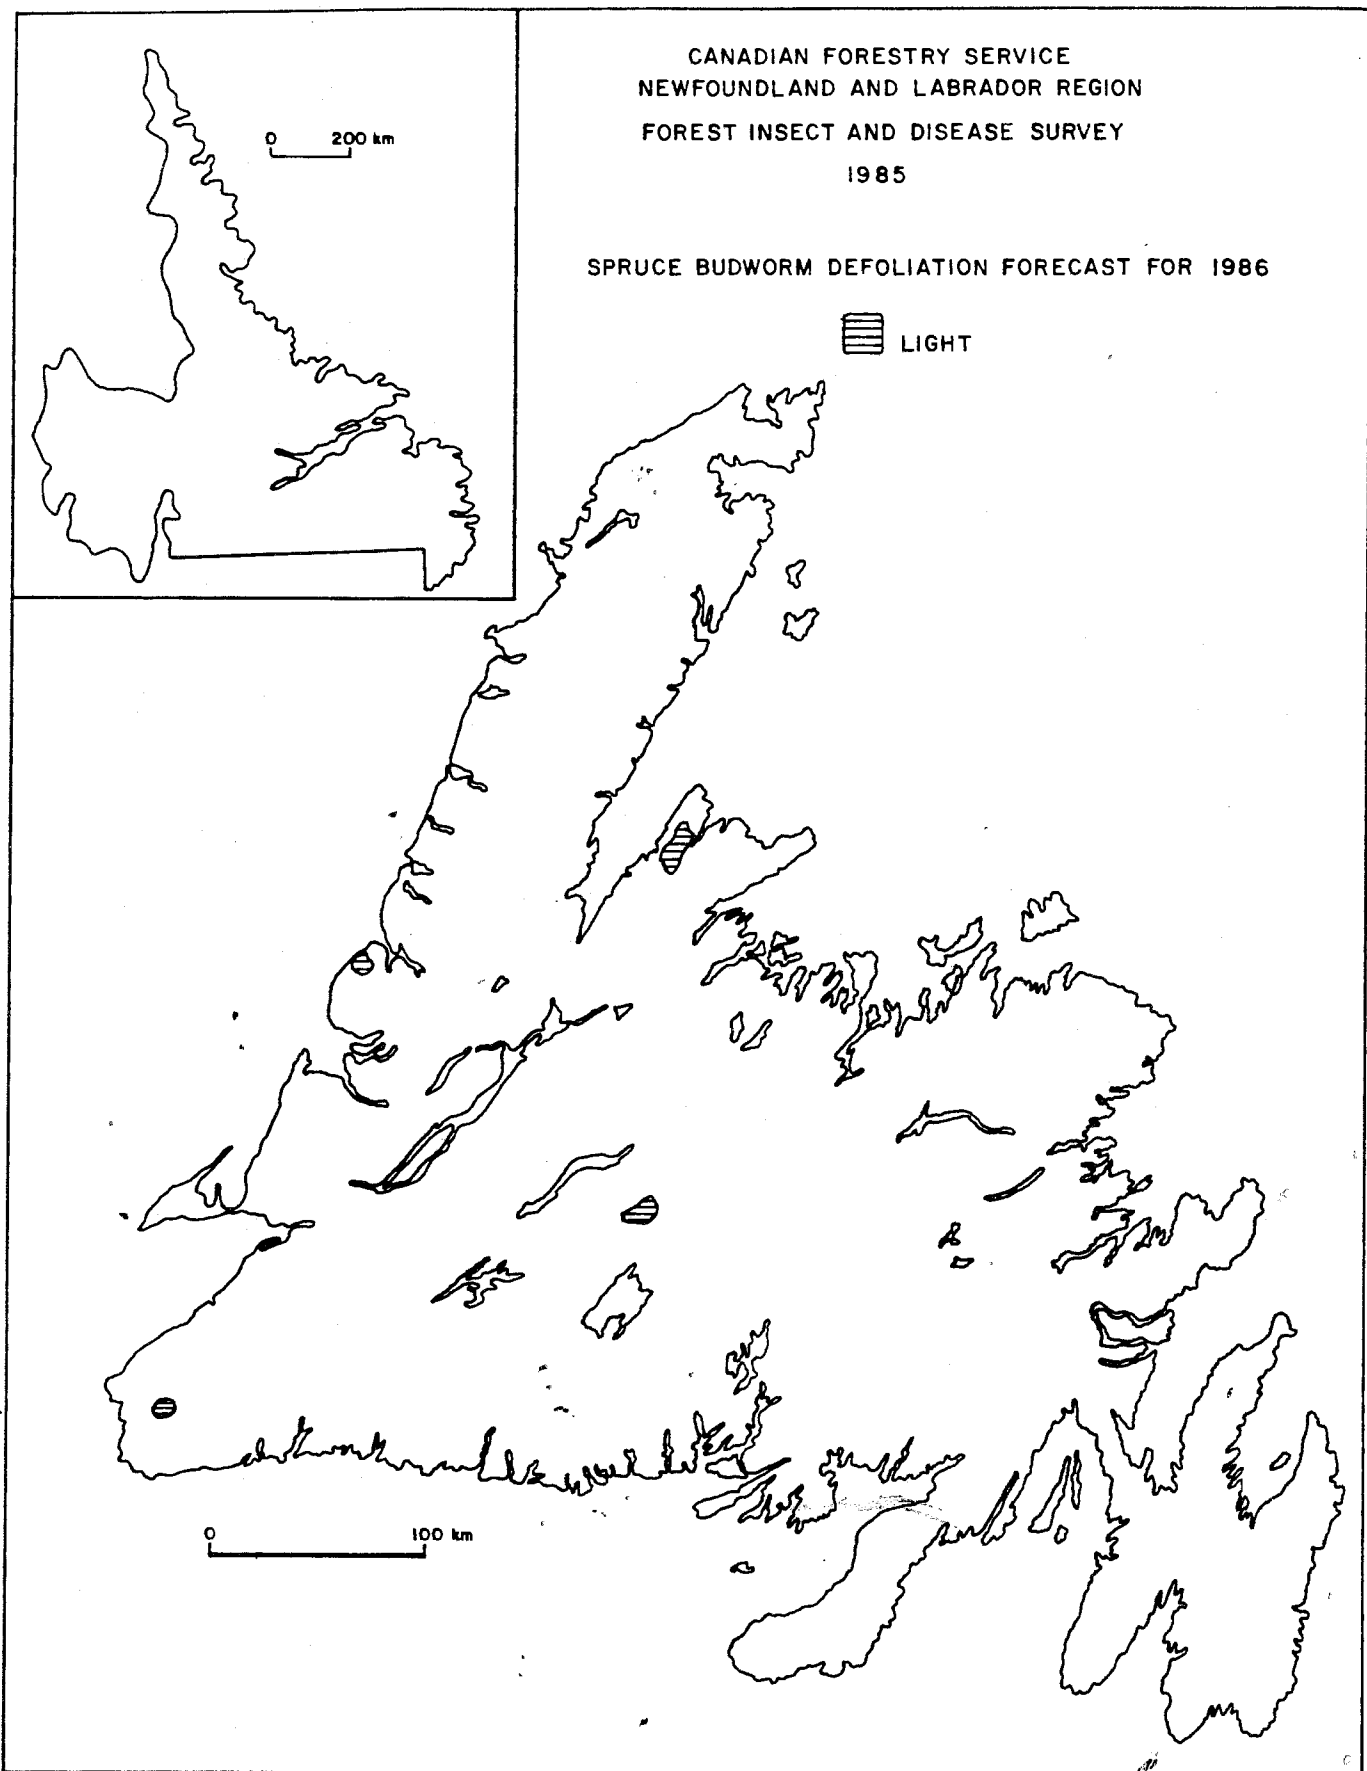 CANADIAN FORESTRY SERVICE
NEWFOUNDLAND AND LABRADOR REGION
FOREST INSECT AND DISEASE SURVEY
1985
0 200 km
SPRUCE BUDWORM DEFOLIATION FORECAST FOR 1986
LIGHT
0 100 km